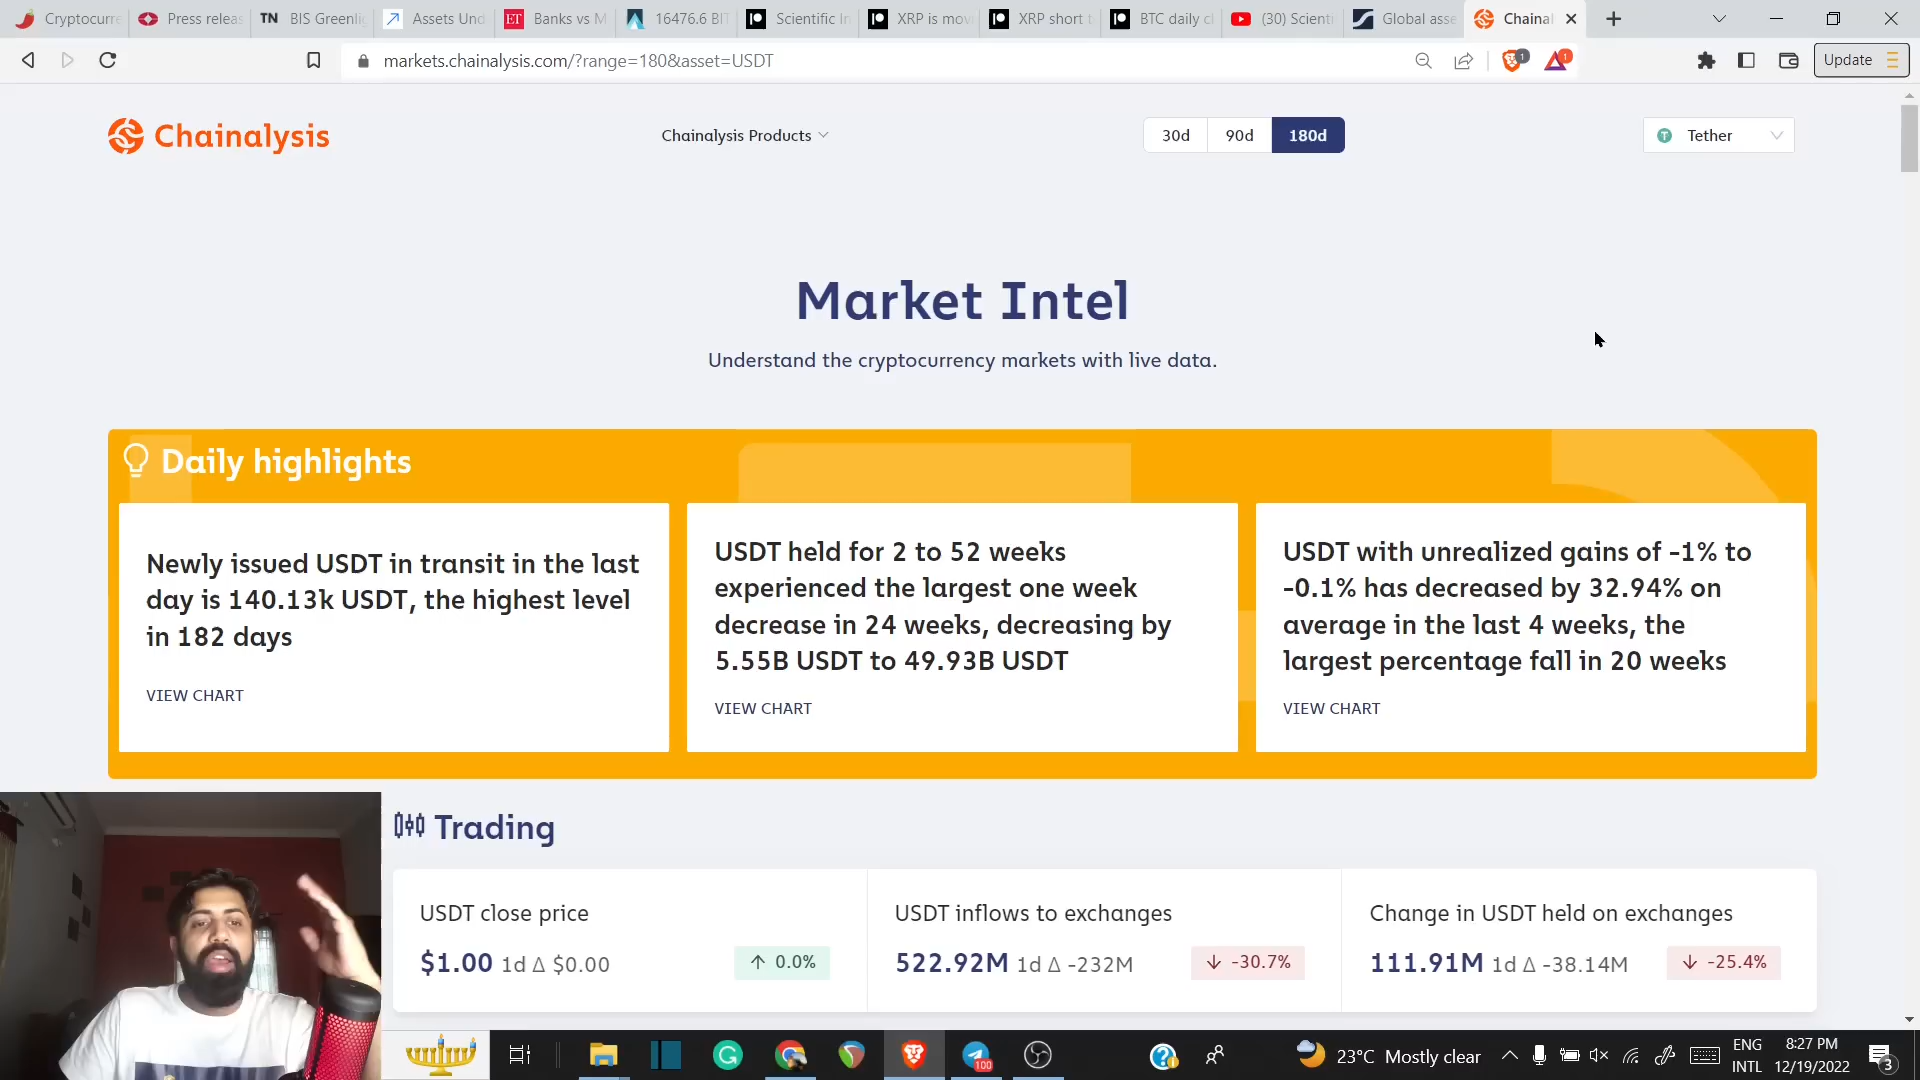 Cryptocurre
Press relea
TN BIS Greenlig
Assets Und
ET Banks vs M
16476.6 BI
Scientific In
XRP is mov
XRP short t
BTC daily c
(30) Scienti
Global asse
Chainal
markets.chainalysis.com/?range=180&asset=USDT
1
1
Update
Chainalysis
Chainalysis Products
30d
90d
180d
Tether
Market Intel
Understand the cryptocurrency markets with live data.
Daily highlights
Newly issued USDT in transit in the last
day is 140.13k USDT, the highest level
in 182 days
VIEW CHART
USDT held for 2 to 52 weeks
experienced the largest one week
decrease in 24 weeks, decreasing by
5.55B USDT to 49.93B USDT
VIEW CHART
USDT with unrealized gains of -1% to
-0.1% has decreased by 32.94% on
average in the last 4 weeks, the
largest percentage fall in 20 weeks
VIEW CHART
Trading
USDT close price
$1.00 1d Δ $0.00
↑ 0.0%
USDT inflows to exchanges
522.92M 1d Δ -232M
↓ -30.7%
Change in USDT held on exchanges
111.91M 1d Δ -38.14M
↓ -25.4%
100
23°C Mostly clear
ENG
INTL
8:27 PM
12/19/2022
3